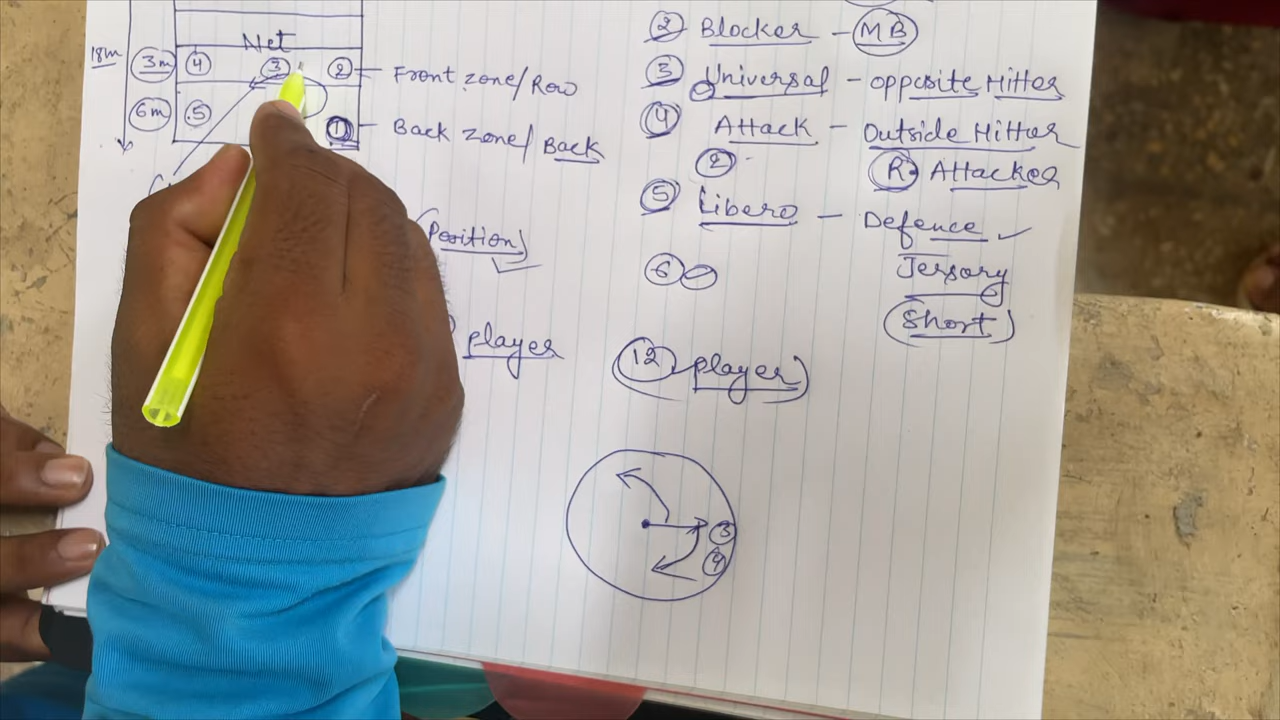 Net
18m 3m 4 3 2 - Front zone/Row
6m .5 1 - Back zone/Back
(Position)
player
2 Blocker - MB
3 Universal - opposite Hitter
4 Attack - Outside Hitter
2 R. Attacker
5 Libero - Defence
Jersory
6 (Short)
12 player)
3
4